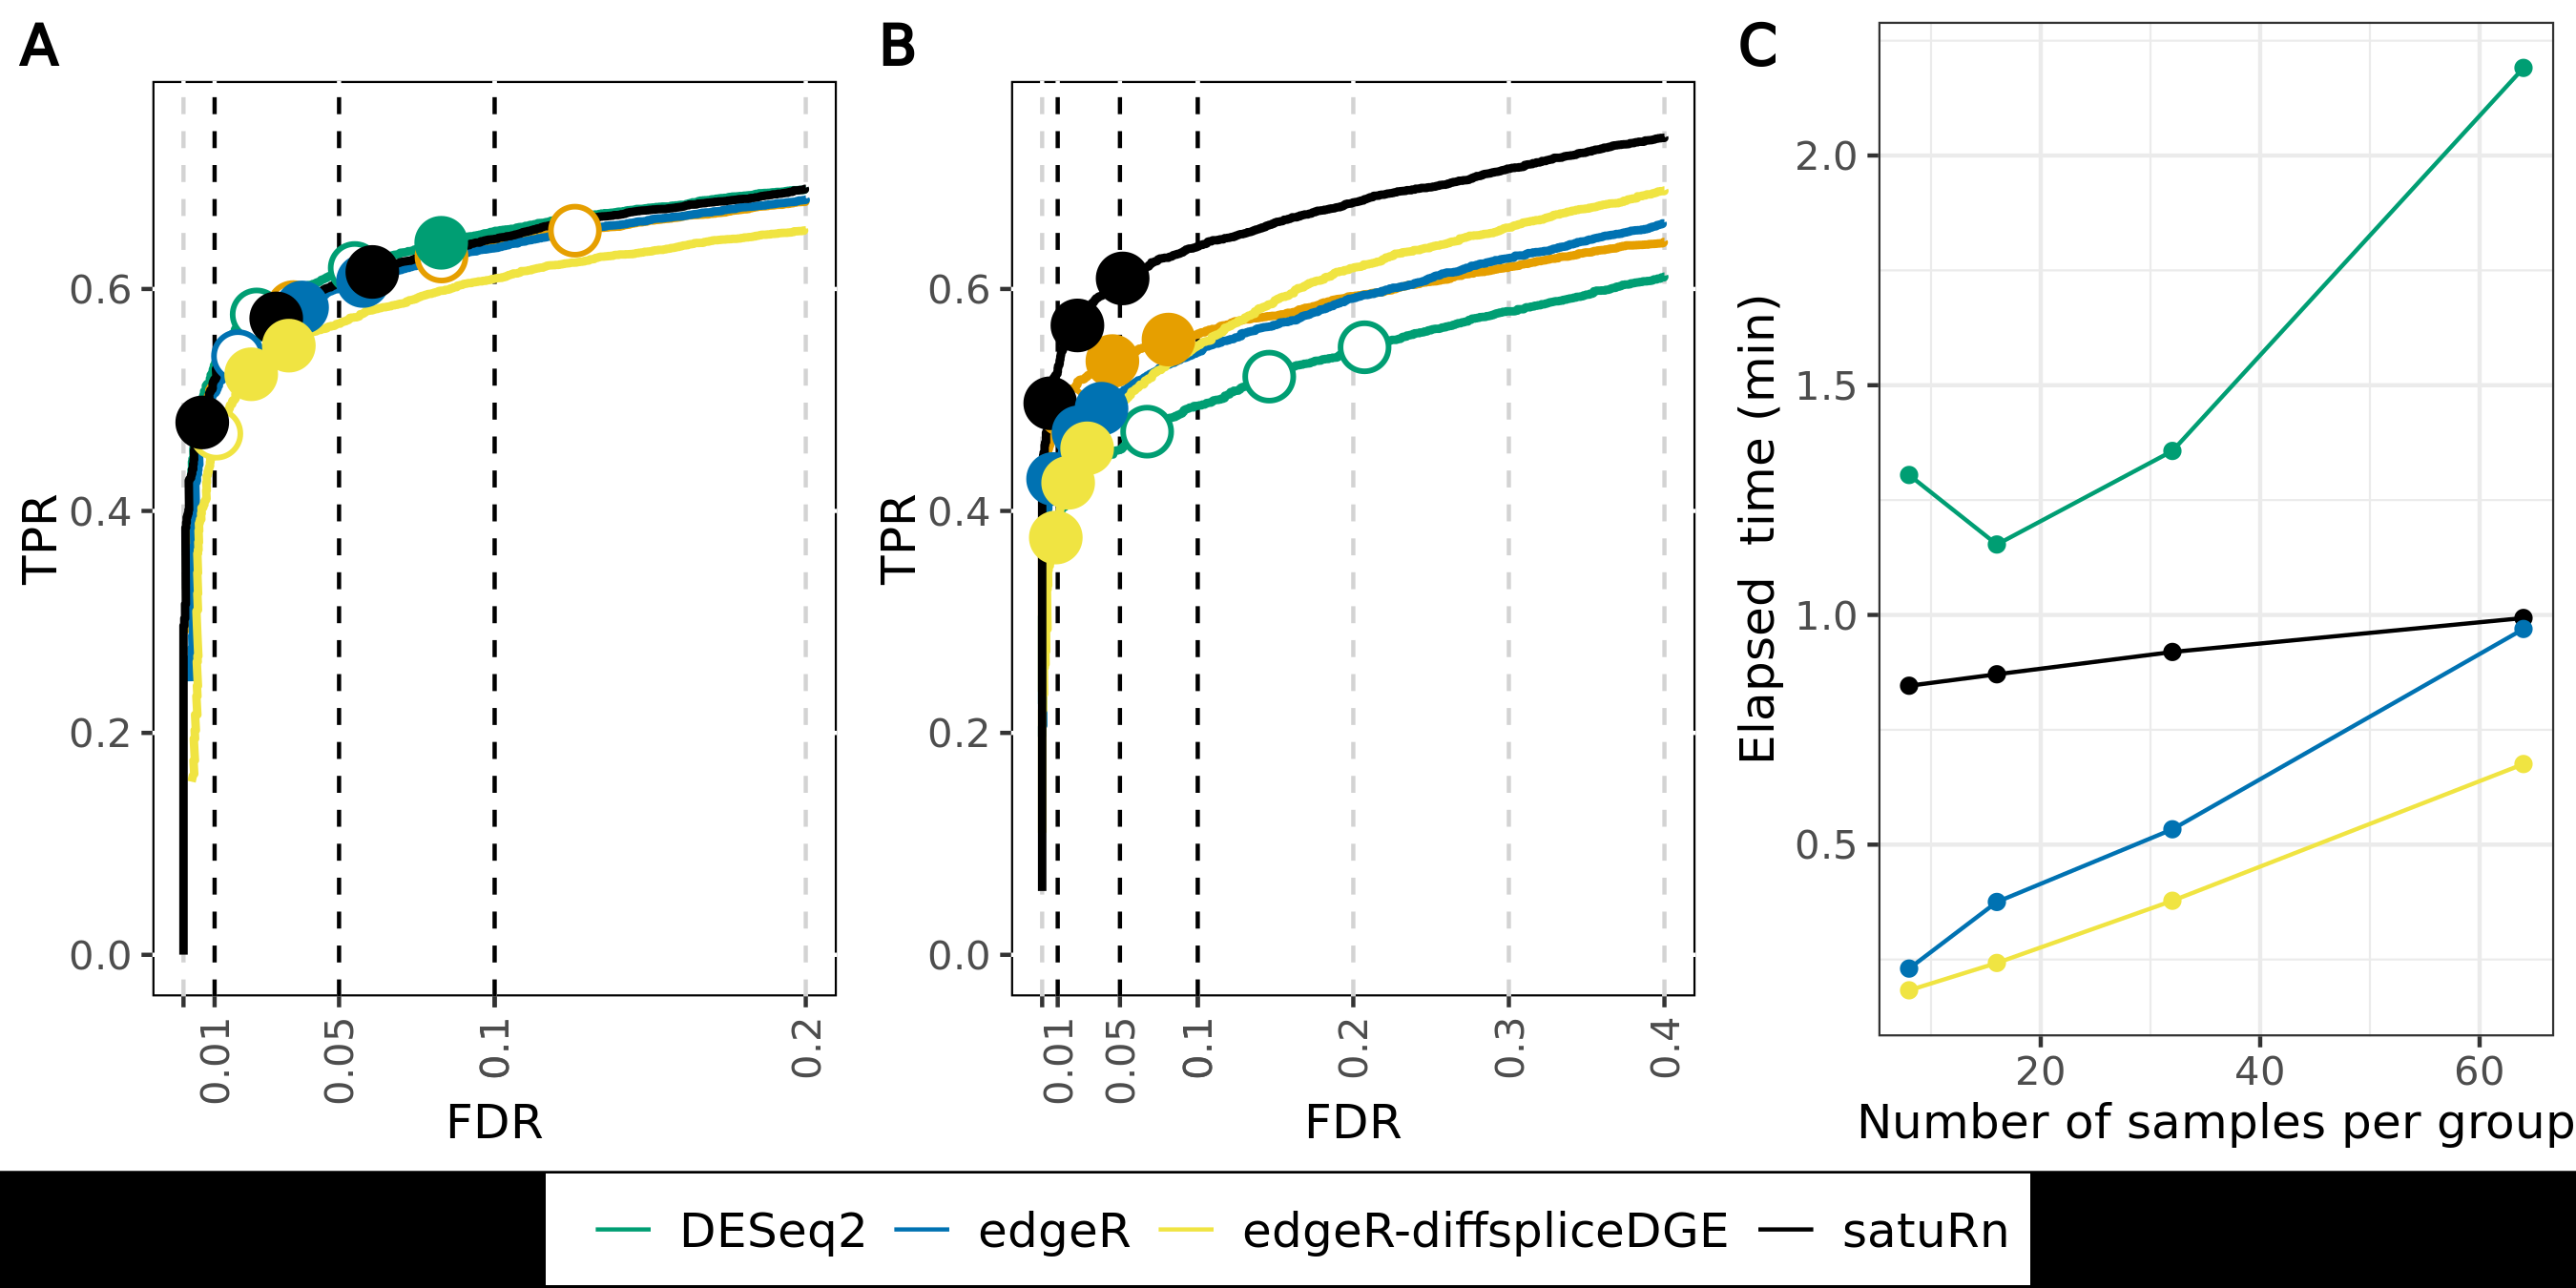 A
B
C
TPR
0.6
0.4
0.2
0.0
0.01
0.05
0.1
0.2
FDR
TPR
0.6
0.4
0.2
0.0
0.01
0.05
0.1
0.2
0.3
0.4
FDR
Elapsed time (min)
2.0
1.5
1.0
0.5
20
40
60
Number of samples per group
DESeq2
edgeR
edgeR-diffspliceDGE
satuRn